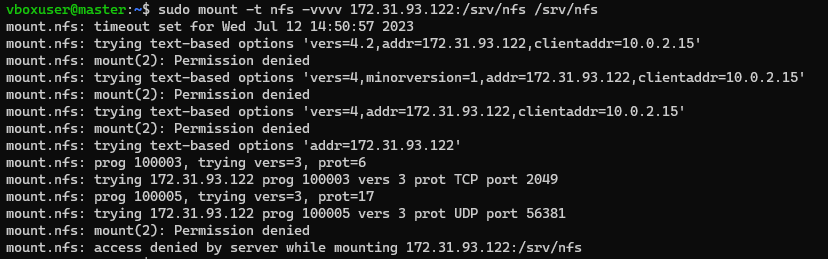 vboxuser@master:~$ sudo mount -t nfs -vvvv 172.31.93.122:/srv/nfs /srv/nfs
mount.nfs: timeout set for Wed Jul 12 14:50:57 2023
mount.nfs: trying text-based options 'vers=4.2,addr=172.31.93.122,clientaddr=10.0.2.15'
mount.nfs: mount(2): Permission denied
mount.nfs: trying text-based options 'vers=4,minorversion=1,addr=172.31.93.122,clientaddr=10.0.2.15'
mount.nfs: mount(2): Permission denied
mount.nfs: trying text-based options 'vers=4,addr=172.31.93.122,clientaddr=10.0.2.15'
mount.nfs: mount(2): Permission denied
mount.nfs: trying text-based options 'addr=172.31.93.122'
mount.nfs: prog 100003, trying vers=3, prot=6
mount.nfs: trying 172.31.93.122 prog 100003 vers 3 prot TCP port 2049
mount.nfs: prog 100005, trying vers=3, prot=17
mount.nfs: trying 172.31.93.122 prog 100005 vers 3 prot UDP port 56381
mount.nfs: mount(2): Permission denied
mount.nfs: access denied by server while mounting 172.31.93.122:/srv/nfs